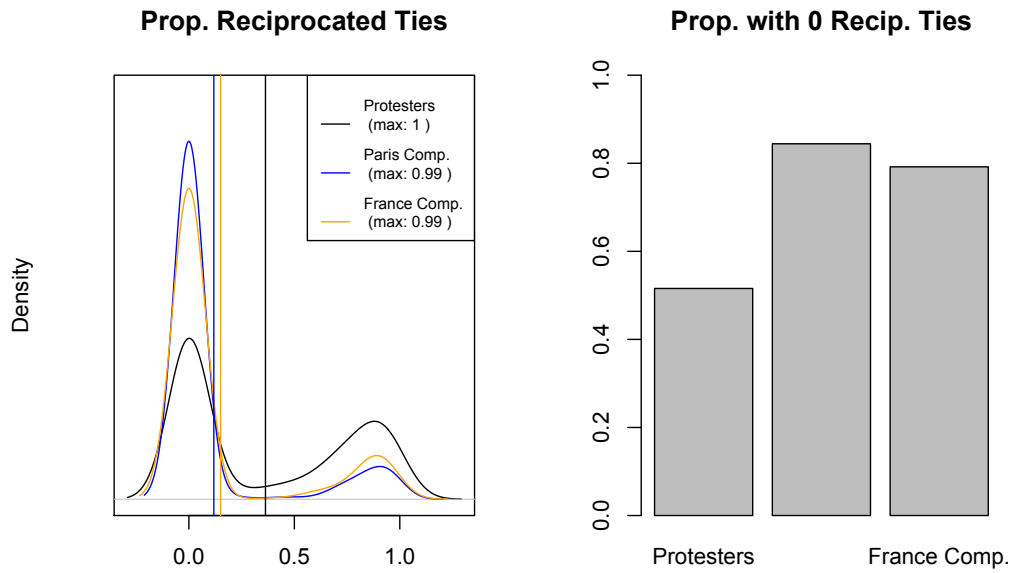 Prop. Reciprocated Ties
Density
Protesters
(max: 1 )
Paris Comp.
(max: 0.99 )
France Comp.
(max: 0.99 )
0.0 0.5 1.0
Prop. with 0 Recip. Ties
1.0
0.8
0.6
0.4
0.2
0.0
Protesters France Comp.